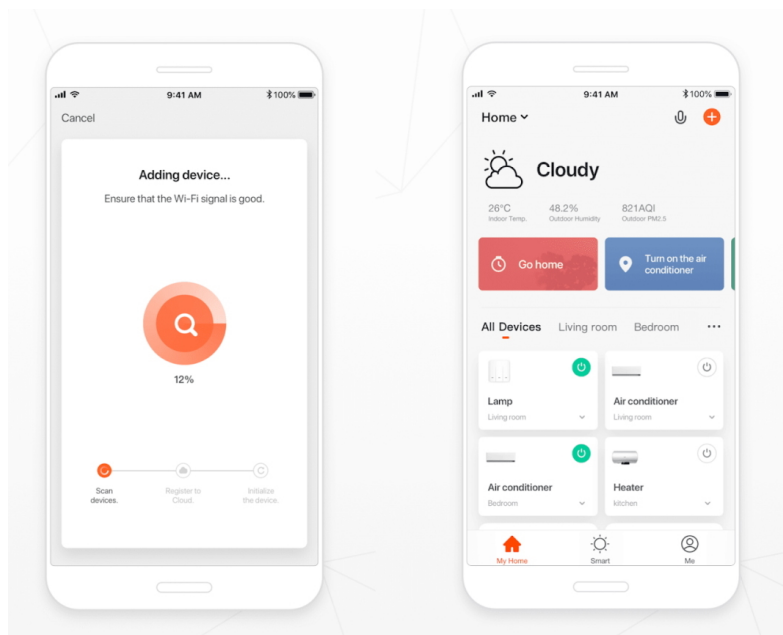 9:41 AM
100%
Cancel
Adding device...
Ensure that the Wi-Fi signal is good.
12%
Scan
devices.
Register to
Cloud.
Initialize
the device.
9:41 AM
100%
Home
Cloudy
26°C
Indoor Temp.
48.2%
Outdoor Humidity
821AQI
Outdoor PM2.5
Go home
Turn on the air
conditioner
All Devices
Living room
Bedroom
Lamp
Living room
Air conditioner
Living room
Air conditioner
Bedroom
Heater
kitchen
My Home
Smart
Me